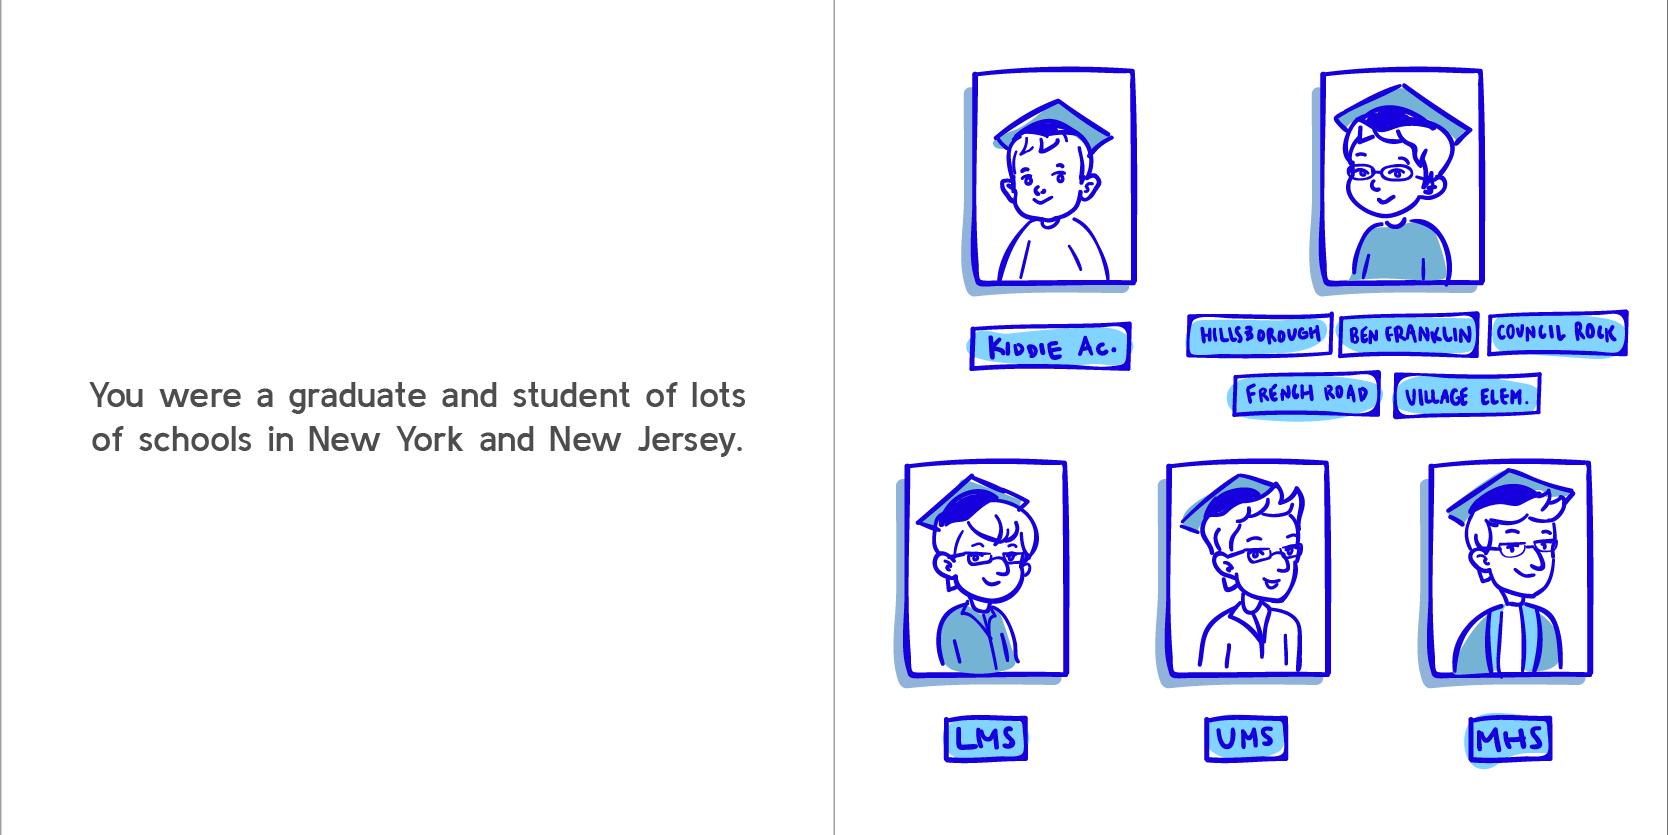 You were a graduate and student of lots
of schools in New York and New Jersey.
KIDDIE AC.
HILLSBOROUGH
BEN FRANKLIN
COUNCIL ROCK
FRENCH ROAD
VILLAGE ELEM.
LMS
UMS
MHS